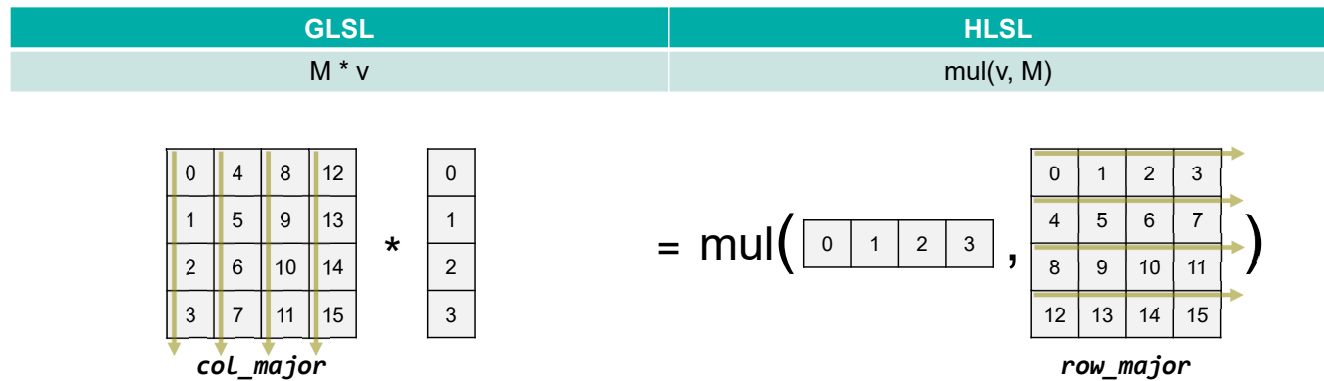 GLSL HLSL
M * v mul(v, M)
0 4 8 12 0 0 1 2 3
1 5 9 13 1 4 5 6 7
* = mul( 0 1 2 3 , )
2 6 10 14 2 8 9 10 11
3 7 11 15 3 12 13 14 15
col_major row_major